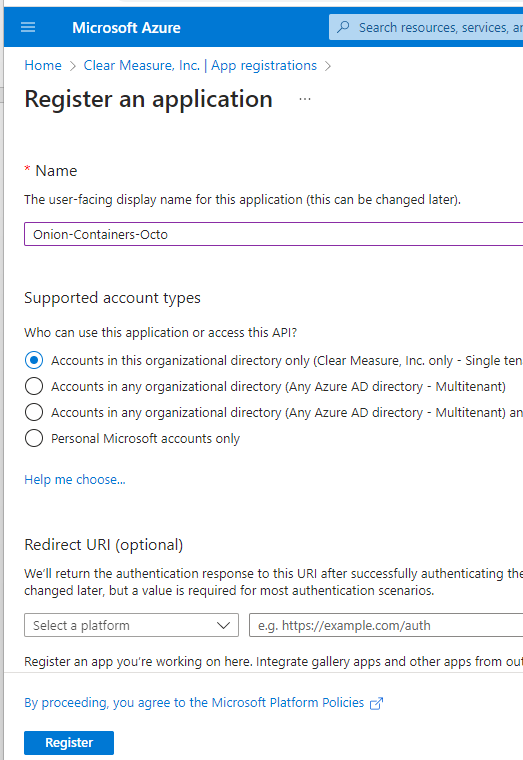 Microsoft Azure
Search resources, services, an
Home > Clear Measure, Inc. | App registrations >
Register an application ...
* Name
The user-facing display name for this application (this can be changed later).
Onion-Containers-Octo
Supported account types
Who can use this application or access this API?
Accounts in this organizational directory only (Clear Measure, Inc. only - Single ten
Accounts in any organizational directory (Any Azure AD directory - Multitenant)
Accounts in any organizational directory (Any Azure AD directory - Multitenant) an
Personal Microsoft accounts only
Help me choose...
Redirect URI (optional)
We'll return the authentication response to this URI after successfully authenticating the
changed later, but a value is required for most authentication scenarios.
Select a platform
e.g. https://example.com/auth
Register an app you're working on here. Integrate gallery apps and other apps from out
By proceeding, you agree to the Microsoft Platform Policies
Register